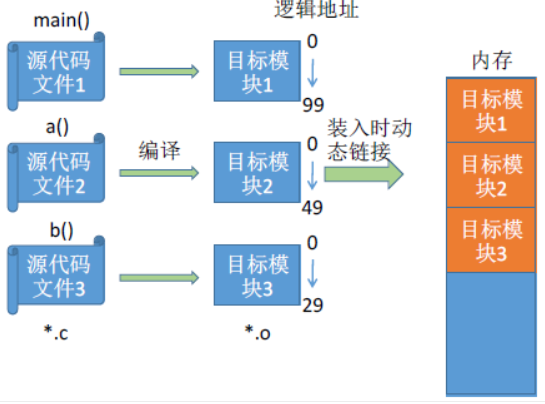 逻辑地址
main()
源代码
文件1
目标模
块1
0
99
内存
目标模
块1
a()
源代码
文件2
编译
目标模
块2
0
49
装入时动
态链接
目标模
块2
b()
源代码
文件3
目标模
块3
0
29
目标模
块3
*.c
*.o